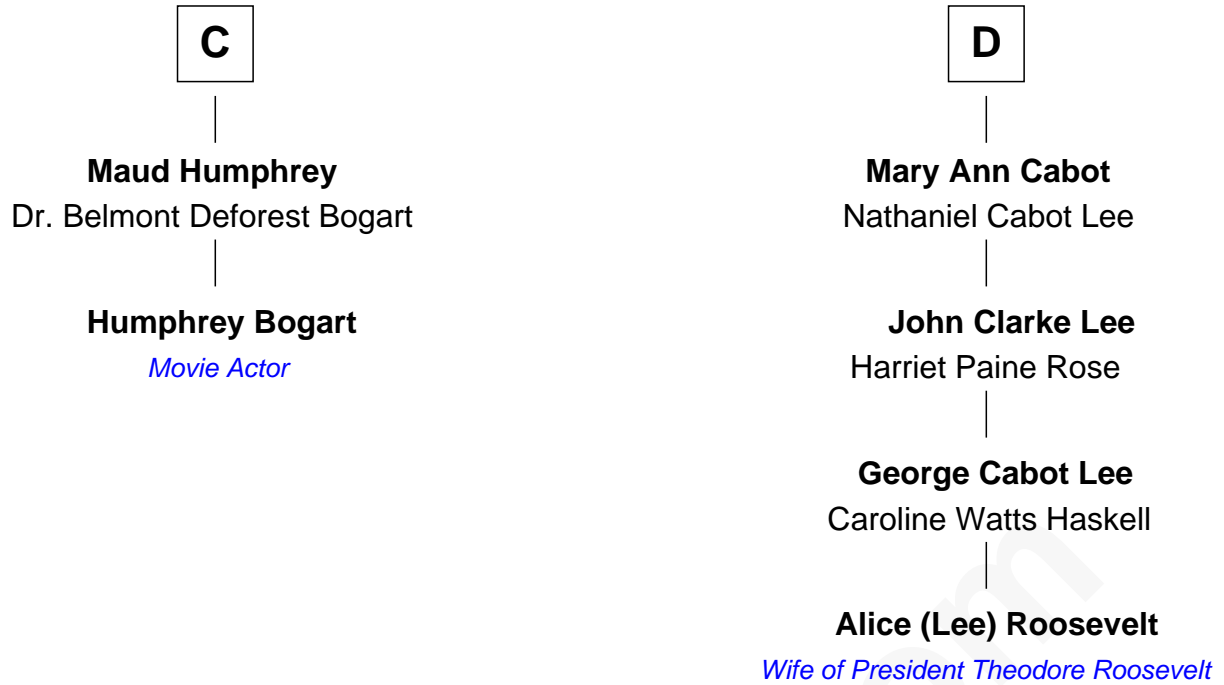 C
Maud Humphrey
Dr. Belmont Deforest Bogart
Humphrey Bogart
Movie Actor
D
Mary Ann Cabot
Nathaniel Cabot Lee
John Clarke Lee
Harriet Paine Rose
George Cabot Lee
Caroline Watts Haskell
Alice (Lee) Roosevelt
Wife of President Theodore Roosevelt